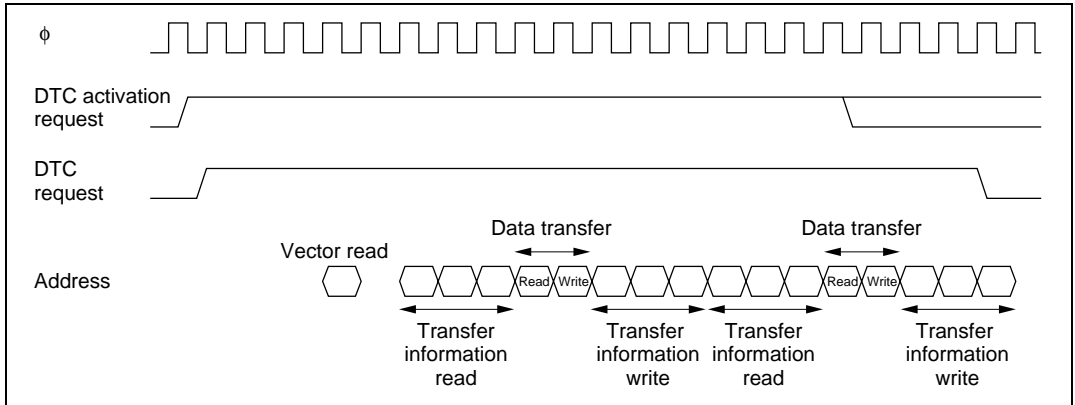 φ
DTC activation
request
DTC
request
Data transfer Data transfer
Vector read
Address
Read Write Read Write
Transfer Transfer Transfer Transfer
information information information information
read write read write